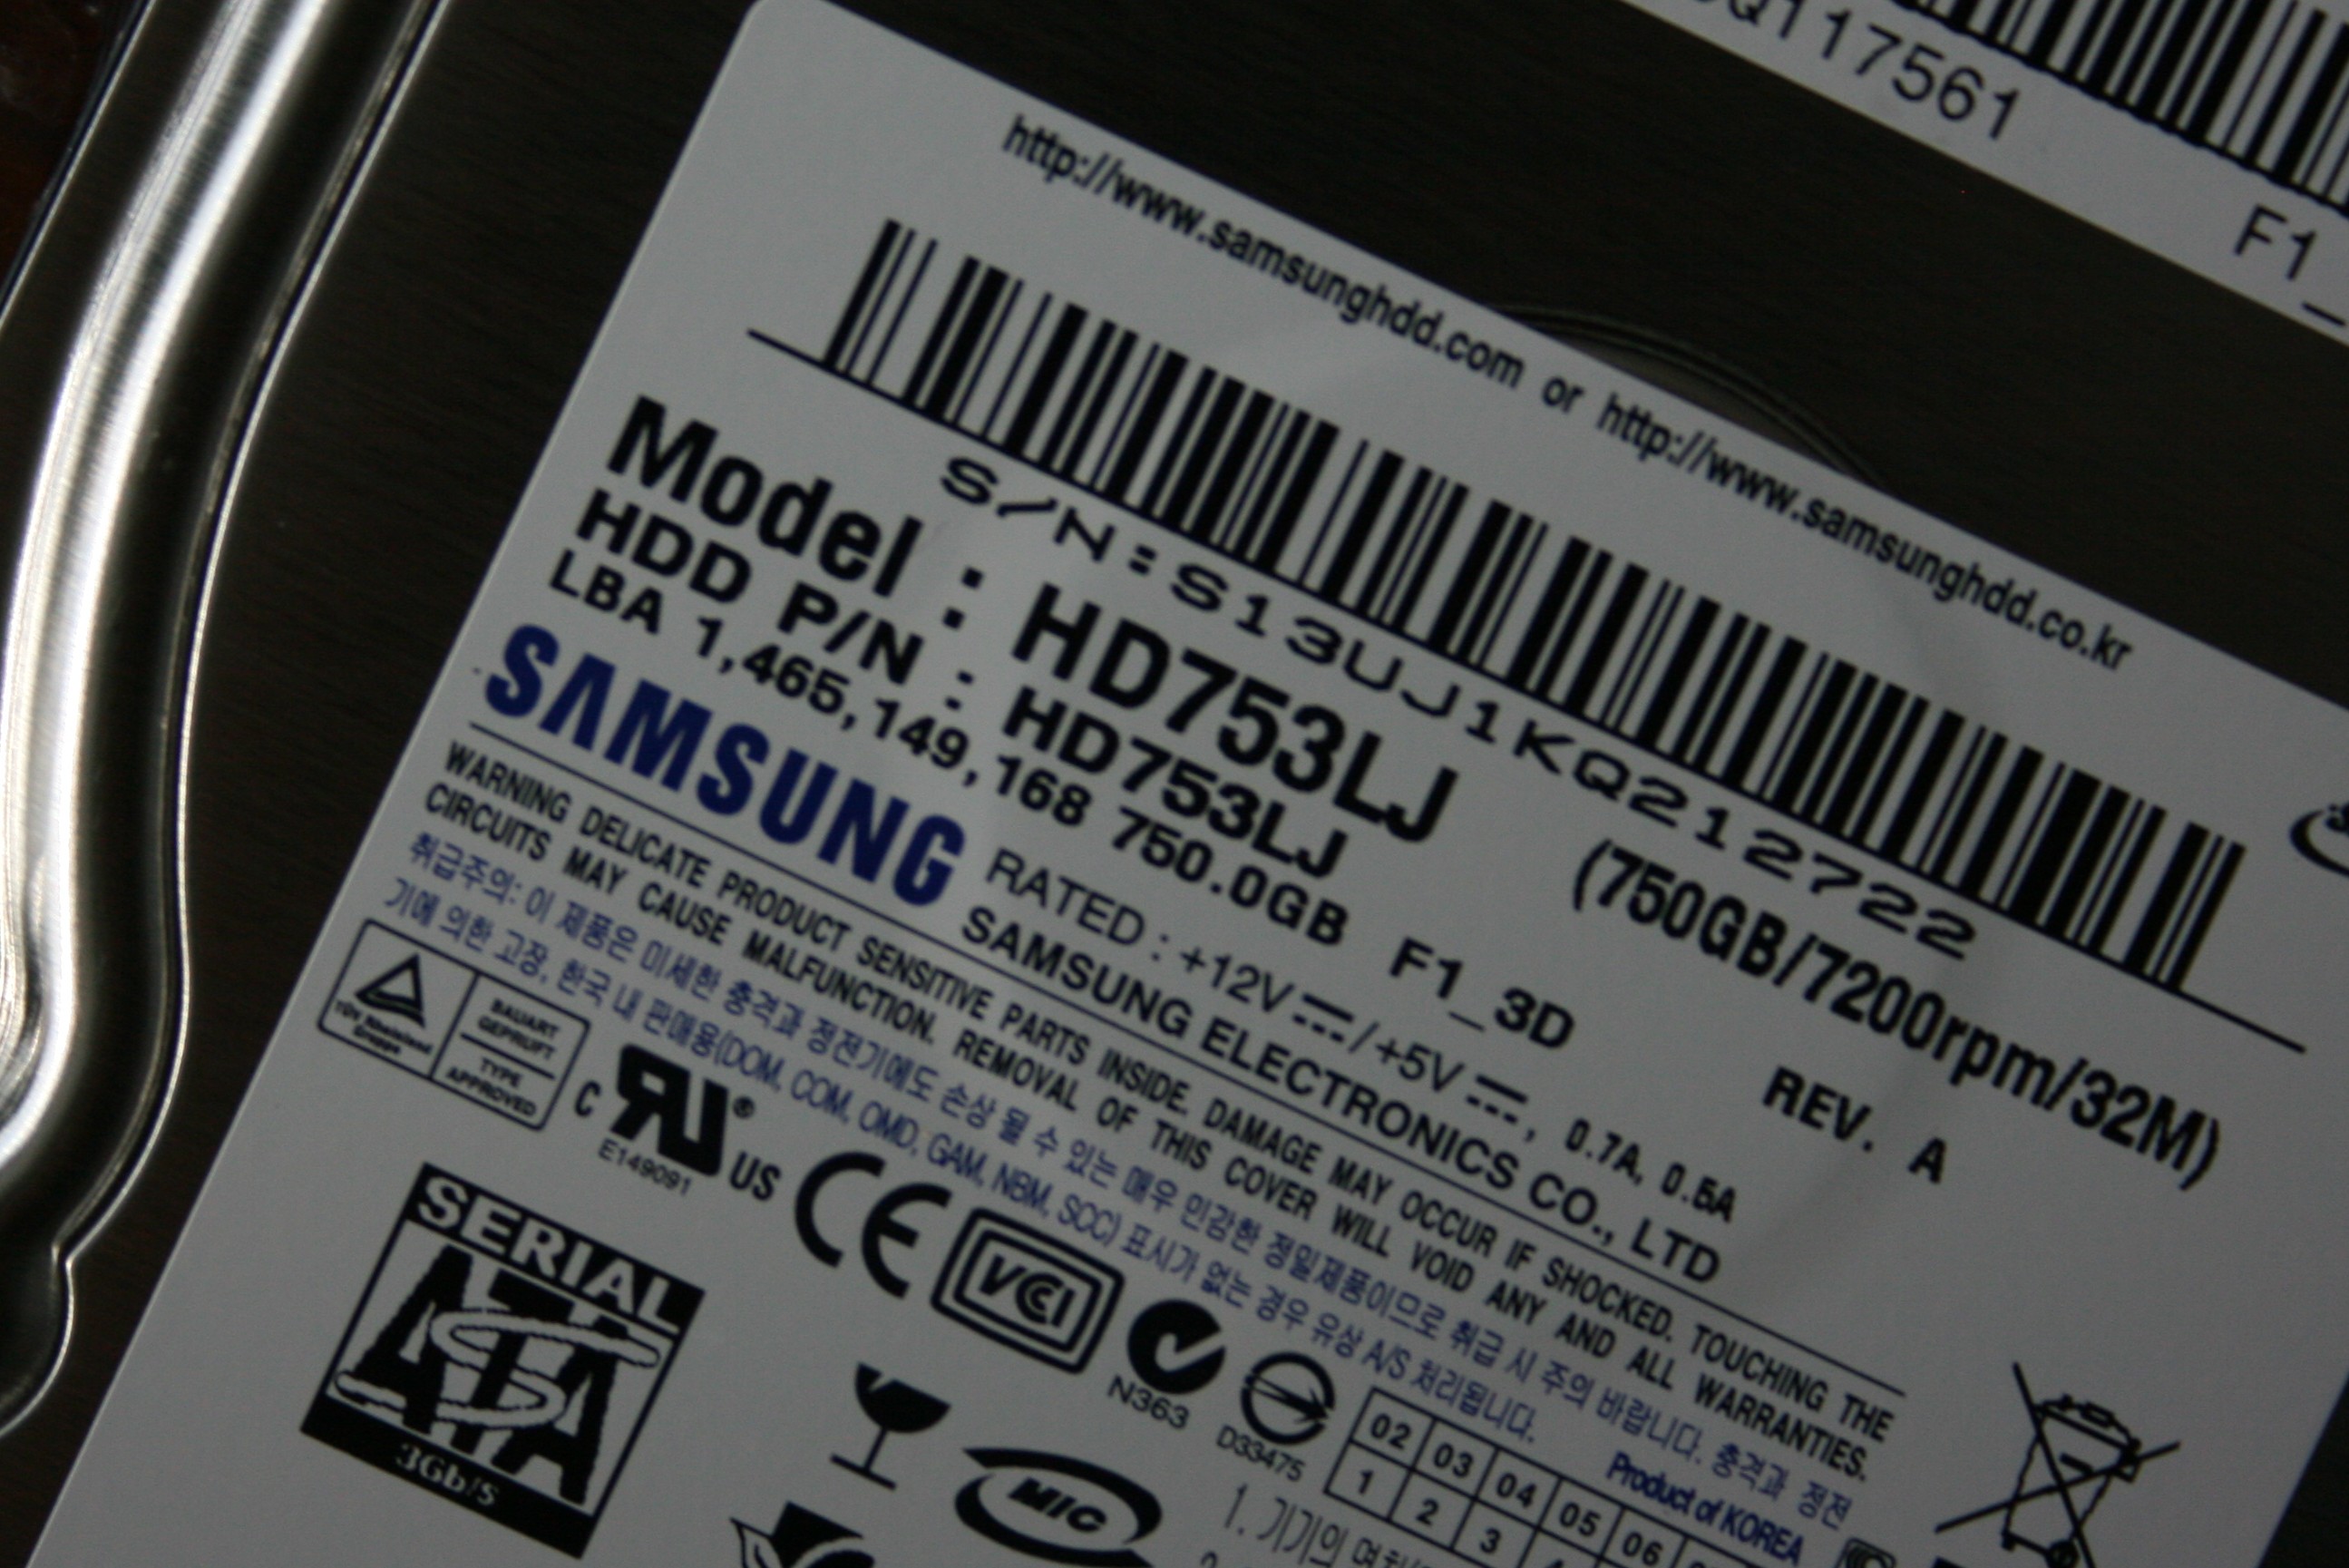 Q117561
F1_
http://www.samsunghdd.com or http://www.samsunghdd.co.kr
S/N:S13UJ1KQ212722
Model : HD753LJ (750GB/7200rpm/32M)
HDD P/N : HD753LJ REV. A
LBA 1,465,149,168 750.0GB F1_3D
SAMSUNG RATED : +12V /+5V , 0.7A, 0.5A
SAMSUNG ELECTRONICS CO., LTD
WARNING DELICATE PRODUCT SENSITIVE PARTS INSIDE. DAMAGE MAY OCCUR IF SHOCKED. TOUCHING THE
CIRCUITS MAY CAUSE MALFUNCTION. REMOVAL OF THIS COVER WILL VOID ANY AND ALL WARRANTIES.
취급주의: 이 제품은 미세한 충격과 정전기에도 손상 될 수 있는 매우 민감한 정밀제품이므로 취급 시 주의 바랍니다. 충격과 정전
기에 의한 고장, 한국 내 판매용(DOM, COM, OMD, GAM, NBM, SCC) 표시가 없는 경우 유상 A/S 처리됩니다.
Product of KOREA
TÜV Rheinland
Group
BAUART
GEPRÜFT
TYPE
APPROVED
C RU® US
E149091
CE
VCI
N363
D33475
SERIAL
ATA
3Gb/s
MIC
02 03 04 05 06
1 2 3
1. 기기의